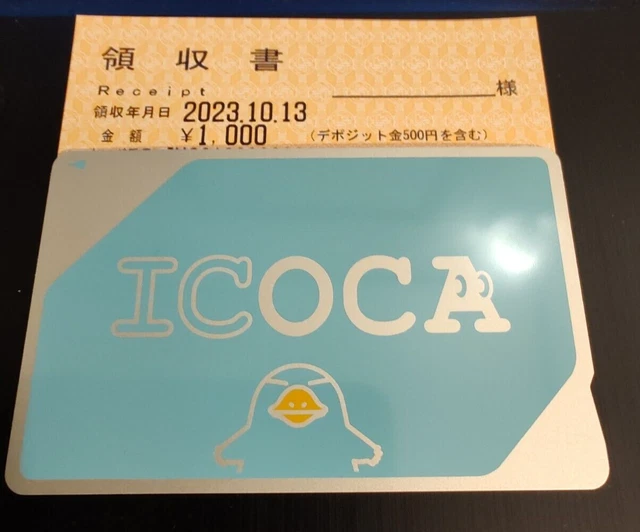 領収書
Receipt
様
領収年月日 2023.10.13
金額 ¥1,000 (デポジット金500円を含む)
ICOCA